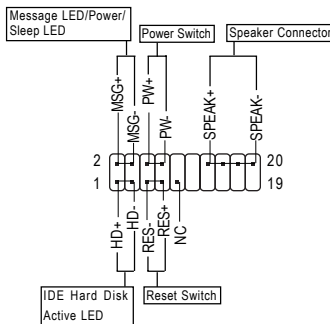 Message LED/Power/
Sleep LED
Power Switch
Speaker Connector
MSG+
MSG-
PW+
PW-
SPEAK+
SPEAK-
2
20
1
19
HD+
HD-
RES-
RES+
NC
IDE Hard Disk
Active LED
Reset Switch